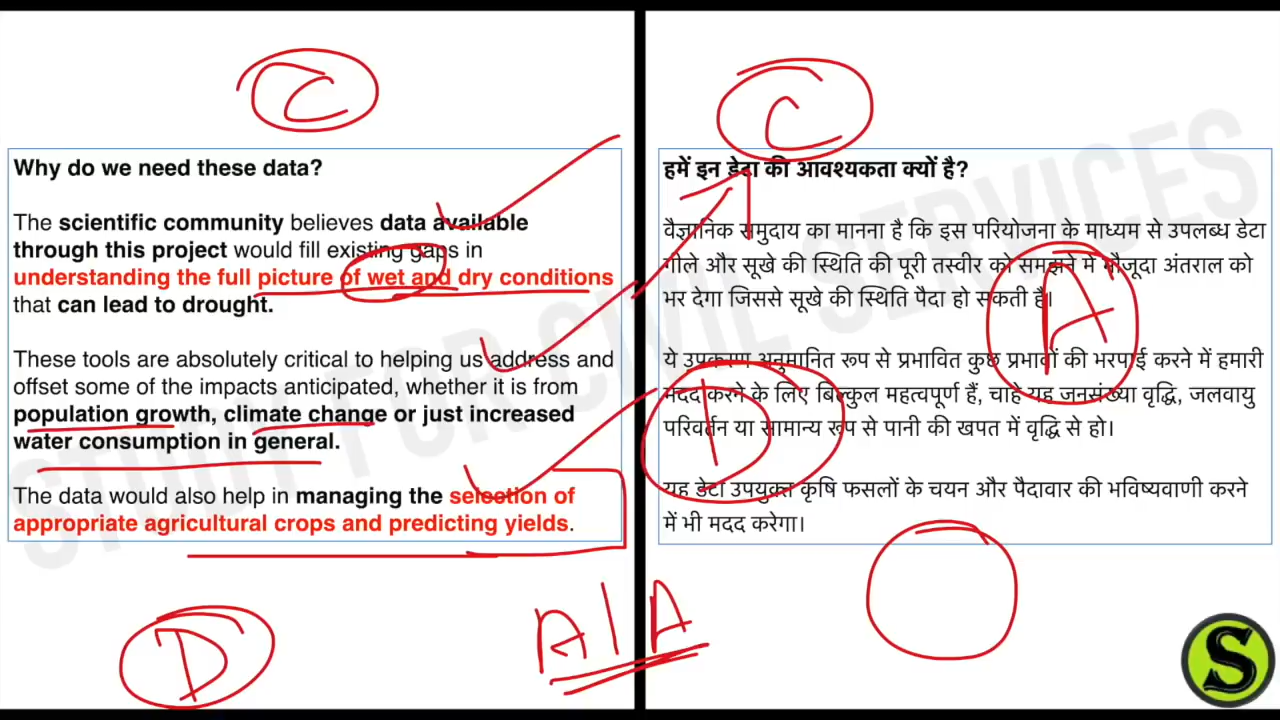 C
Why do we need these data?
The scientific community believes data available
through this project would fill existing gaps in
understanding the full picture of wet and dry conditions
that can lead to drought.
These tools are absolutely critical to helping us address and
offset some of the impacts anticipated, whether it is from
population growth, climate change or just increased
water consumption in general.
The data would also help in managing the selection of
appropriate agricultural crops and predicting yields.
D
A/A
C
हमें इन डेटा की आवश्यकता क्यों है?
वैज्ञानिक समुदाय का मानना है कि इस परियोजना के माध्यम से उपलब्ध डेटा
गीले और सूखे की स्थिति की पूरी तस्वीर को समझने में मौजूदा अंतराल को
भर देगा जिससे सूखे की स्थिति पैदा हो सकती है।
A
ये उपकरण अनुमानित रूप से प्रभावित कुछ प्रभावों की भरपाई करने में हमारी
मदद करने के लिए बिल्कुल महत्वपूर्ण हैं, चाहे यह जनसंख्या वृद्धि, जलवायु
परिवर्तन या सामान्य रूप से पानी की खपत में वृद्धि से हो।
D
यह डेटा उपयुक्त कृषि फसलों के चयन और पैदावार की भविष्यवाणी करने
में भी मदद करेगा।
STUDY FOR CIVIL SERVICES
S